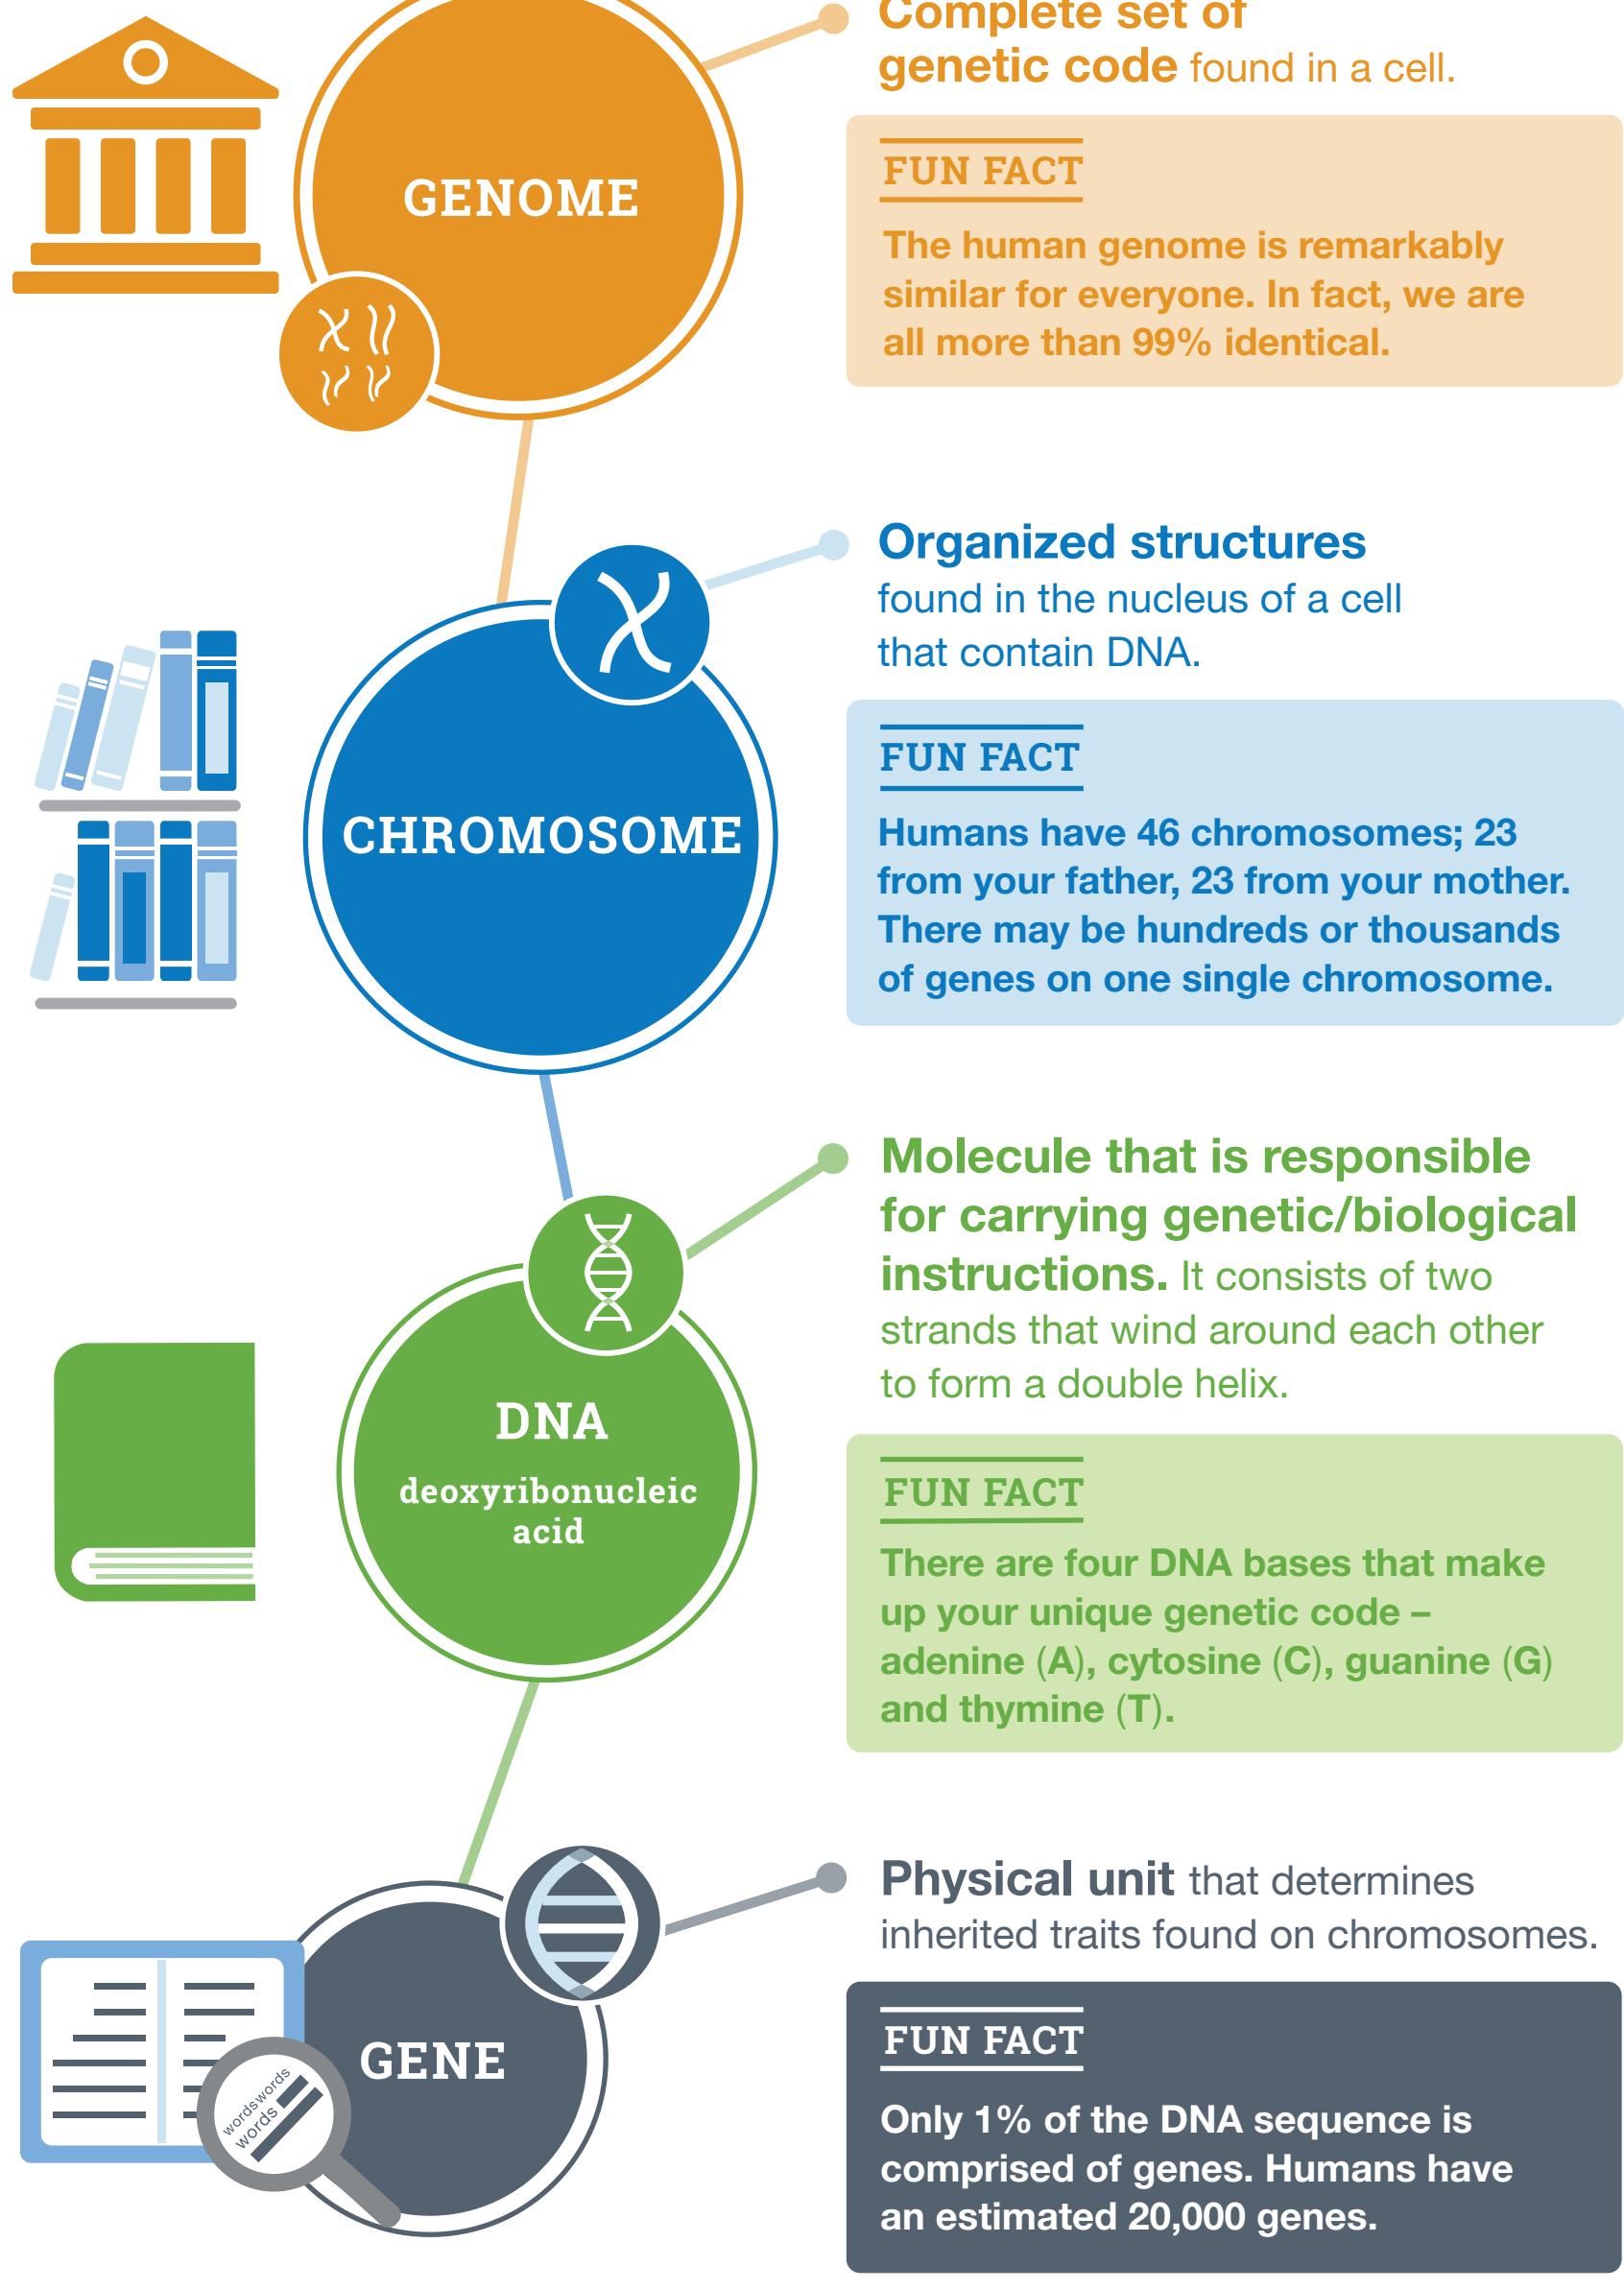 Complete set of
genetic code found in a cell.
GENOME
FUN FACT
The human genome is remarkably
similar for everyone. In fact, we are
all more than 99% identical.
Organized structures
found in the nucleus of a cell
that contain DNA.
CHROMOSOME
FUN FACT
Humans have 46 chromosomes; 23
from your father, 23 from your mother.
There may be hundreds or thousands
of genes on one single chromosome.
Molecule that is responsible
for carrying genetic/biological
instructions. It consists of two
strands that wind around each other
to form a double helix.
DNA
deoxyribonucleic
acid
FUN FACT
There are four DNA bases that make
up your unique genetic code –
adenine (A), cytosine (C), guanine (G)
and thymine (T).
Physical unit that determines
inherited traits found on chromosomes.
GENE
wordswords
words
FUN FACT
Only 1% of the DNA sequence is
comprised of genes. Humans have
an estimated 20,000 genes.